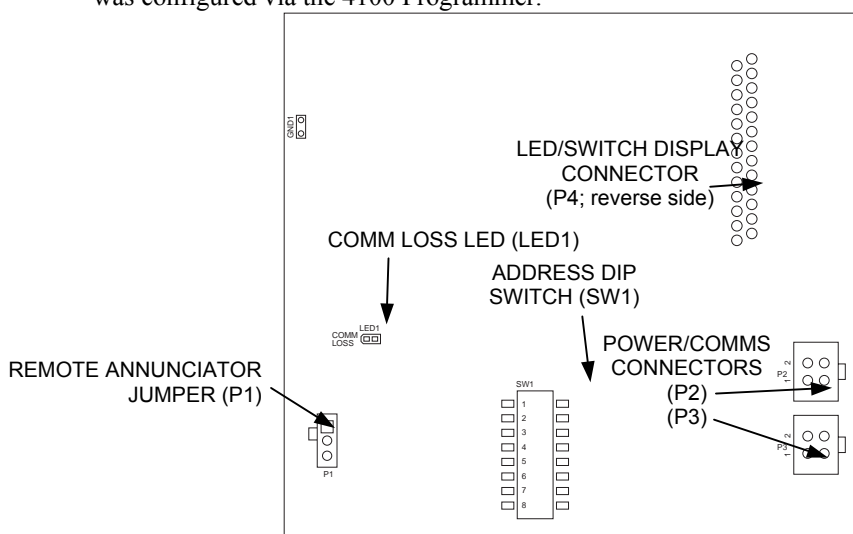 was configured via the 4100 Programmer.
GND1
LED/SWITCH DISPLAY
CONNECTOR
(P4; reverse side)
COMM LOSS LED (LED1)
ADDRESS DIP
SWITCH (SW1)
LED1
COMM
LOSS
POWER/COMMS
CONNECTORS
(P2)
(P3)
REMOTE ANNUNCIATOR
JUMPER (P1)
P2
2
1
SW1
1
2
3
4
5
6
7
8
P3
2
1
P1